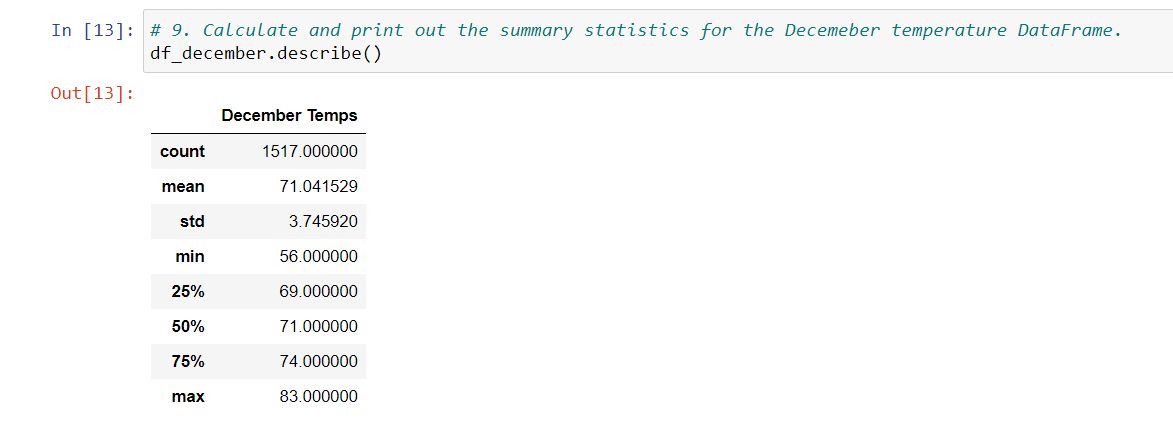 In [13]: # 9. Calculate and print out the summary statistics for the Decemeber temperature DataFrame.
df_december.describe()
Out[13]:
December Temps
count 1517.000000
mean 71.041529
std 3.745920
min 56.000000
25% 69.000000
50% 71.000000
75% 74.000000
max 83.000000